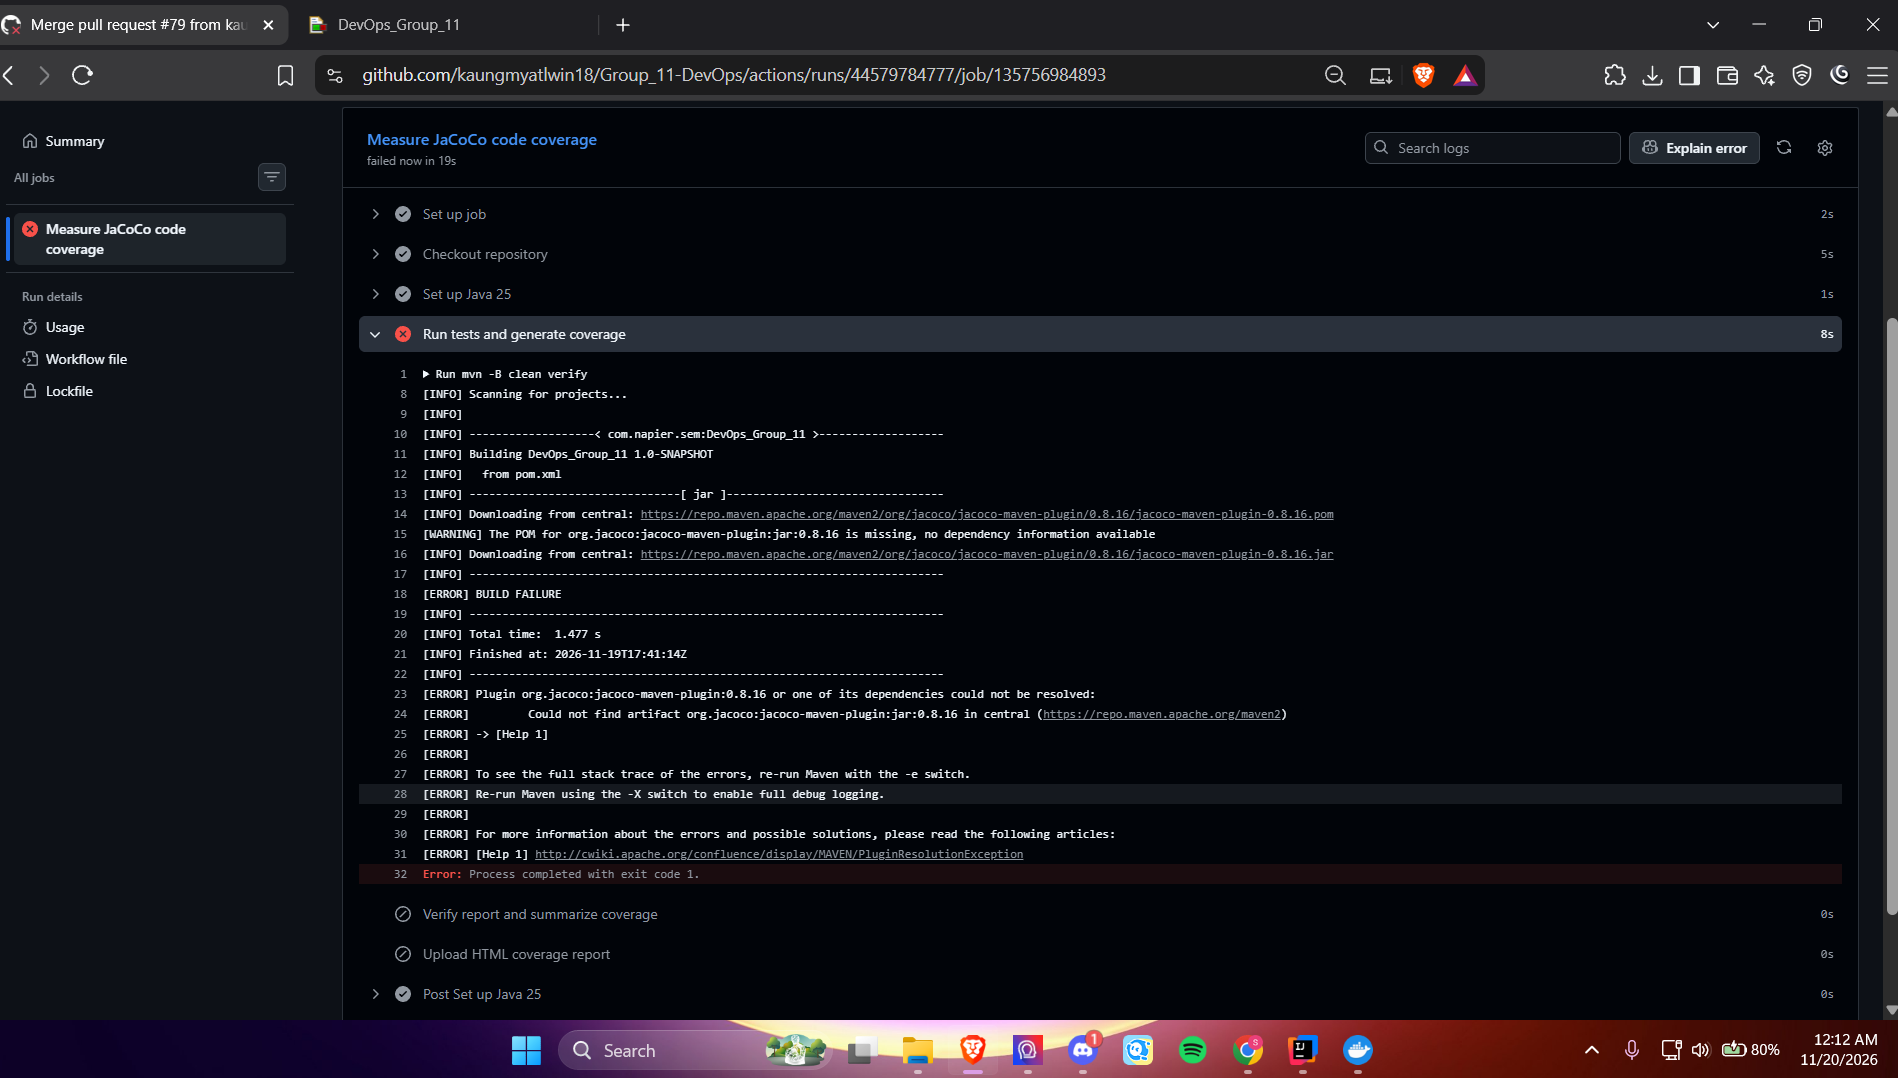 Merge pull request #79 from kau
DevOps_Group_11
github.com/kaungmyatlwin18/Group_11-DevOps/actions/runs/44579784777/job/135756984893
Summary
All jobs
Measure JaCoCo code
coverage
Run details
Usage
Workflow file
Lockfile
Measure JaCoCo code coverage
failed now in 19s
Search logs
Explain error
Set up job 2s
Checkout repository 5s
Set up Java 25 1s
Run tests and generate coverage 8s
1 Run mvn -B clean verify
8 [INFO] Scanning for projects...
9 [INFO]
10 [INFO] -------------------< com.napier.sem:DevOps_Group_11 >-------------------
11 [INFO] Building DevOps_Group_11 1.0-SNAPSHOT
12 [INFO]   from pom.xml
13 [INFO] --------------------------------[ jar ]---------------------------------
14 [INFO] Downloading from central: https://repo.maven.apache.org/maven2/org/jacoco/jacoco-maven-plugin/0.8.16/jacoco-maven-plugin-0.8.16.pom
15 [WARNING] The POM for org.jacoco:jacoco-maven-plugin:jar:0.8.16 is missing, no dependency information available
16 [INFO] Downloading from central: https://repo.maven.apache.org/maven2/org/jacoco/jacoco-maven-plugin/0.8.16/jacoco-maven-plugin-0.8.16.jar
17 [INFO] ------------------------------------------------------------------------
18 [ERROR] BUILD FAILURE
19 [INFO] ------------------------------------------------------------------------
20 [INFO] Total time:  1.477 s
21 [INFO] Finished at: 2026-11-19T17:41:14Z
22 [INFO] ------------------------------------------------------------------------
23 [ERROR] Plugin org.jacoco:jacoco-maven-plugin:0.8.16 or one of its dependencies could not be resolved:
24 [ERROR]         Could not find artifact org.jacoco:jacoco-maven-plugin:jar:0.8.16 in central (https://repo.maven.apache.org/maven2)
25 [ERROR] -> [Help 1]
26 [ERROR]
27 [ERROR] To see the full stack trace of the errors, re-run Maven with the -e switch.
28 [ERROR] Re-run Maven using the -X switch to enable full debug logging.
29 [ERROR]
30 [ERROR] For more information about the errors and possible solutions, please read the following articles:
31 [ERROR] [Help 1] http://cwiki.apache.org/confluence/display/MAVEN/PluginResolutionException
32 Error: Process completed with exit code 1.
Verify report and summarize coverage 0s
Upload HTML coverage report 0s
Post Set up Java 25 0s
Search
1
S
80%
12:12 AM
11/20/2026